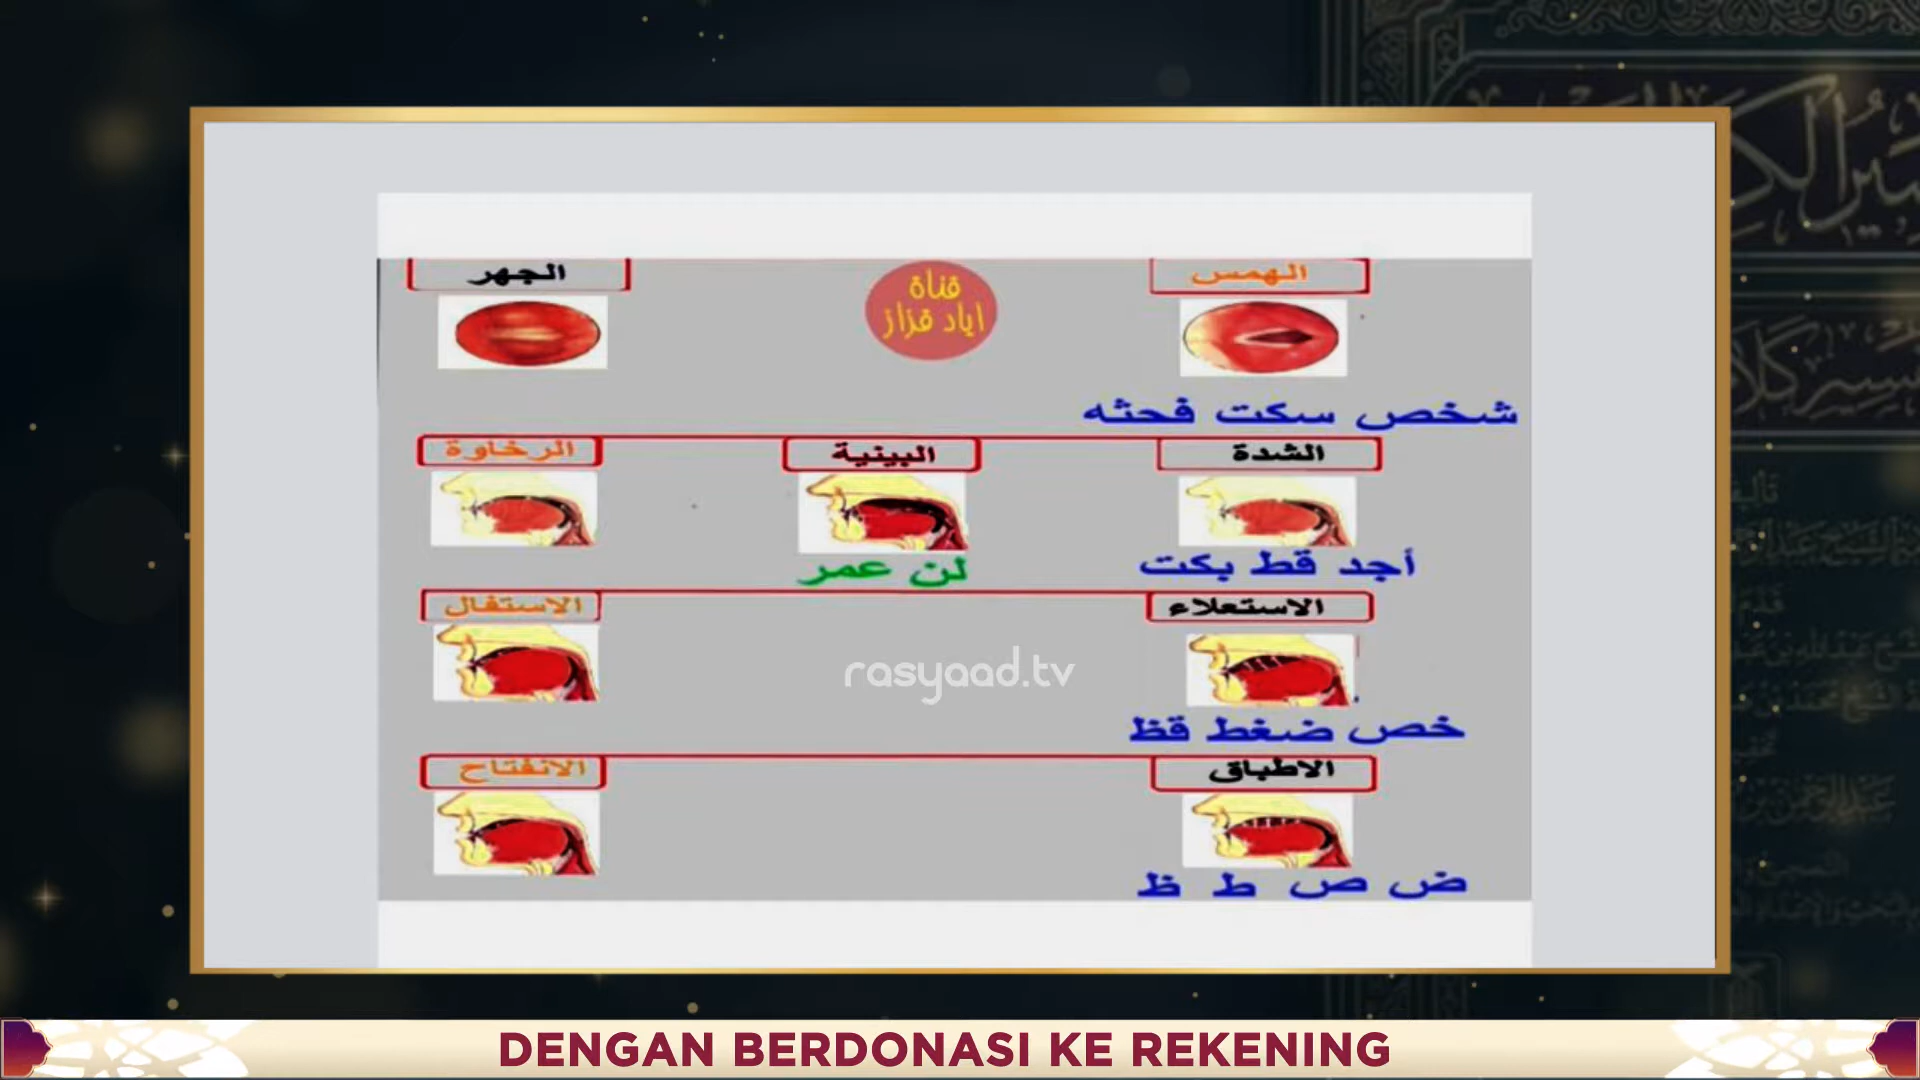 الهمس
قناة
اياد قزاز
الجهر
شخص سكت فحثه
الشدة
البينية
الرخاوة
أجد قط بكت
لن عمر
الاستعلاء
الاستفال
rasyaad.tv
خص ضغط قظ
الاطباق
الانفتاح
ض ص ط ظ
DENGAN BERDONASI KE REKENING